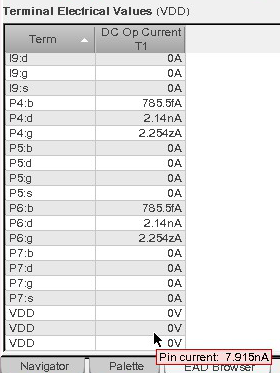 Terminal Electrical Values (VDD)
Term DC Op Current T1
I9:d 0A
I9:g 0A
I9:s 0A
P4:b 785.5fA
P4:d 2.14nA
P4:g 2.254zA
P5:b 0A
P5:d 0A
P5:g 0A
P5:s 0A
P6:b 785.5fA
P6:d 2.14nA
P6:g 2.254zA
P7:b 0A
P7:d 0A
P7:g 0A
P7:s 0A
VDD 0V
VDD 0V
VDD 0V
Pin current: 7.915nA
Navigator Palette EAD Browser